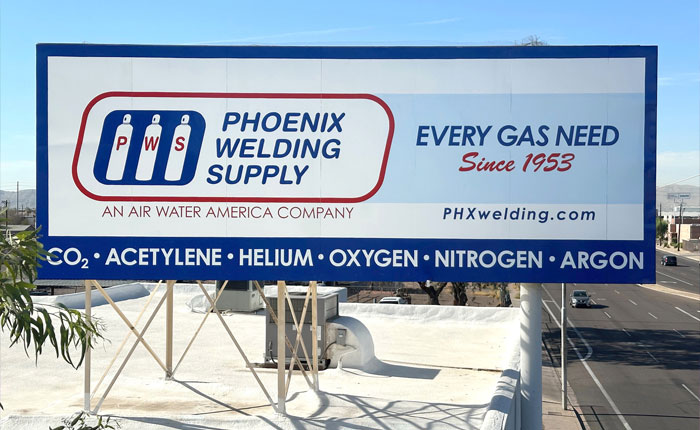 PWS
PHOENIX
WELDING
SUPPLY
AN AIR WATER AMERICA COMPANY
EVERY GAS NEED
Since 1953
PHXwelding.com
CO₂ • ACETYLENE • HELIUM • OXYGEN • NITROGEN • ARGON